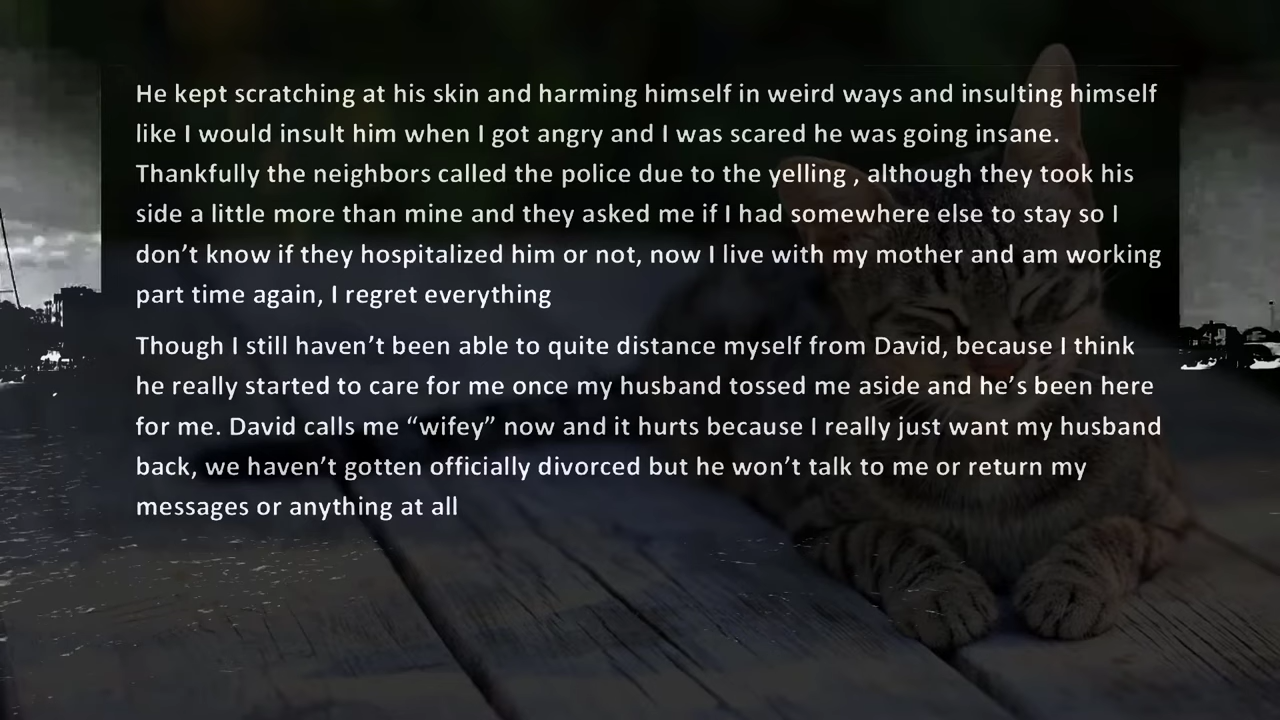 He kept scratching at his skin and harming himself in weird ways and insulting himself
like I would insult him when I got angry and I was scared he was going insane.
Thankfully the neighbors called the police due to the yelling , although they took his
side a little more than mine and they asked me if I had somewhere else to stay so I
don’t know if they hospitalized him or not, now I live with my mother and am working
part time again, I regret everything
Though I still haven’t been able to quite distance myself from David, because I think
he really started to care for me once my husband tossed me aside and he’s been here
for me. David calls me “wifey” now and it hurts because I really just want my husband
back, we haven’t gotten officially divorced but he won’t talk to me or return my
messages or anything at all